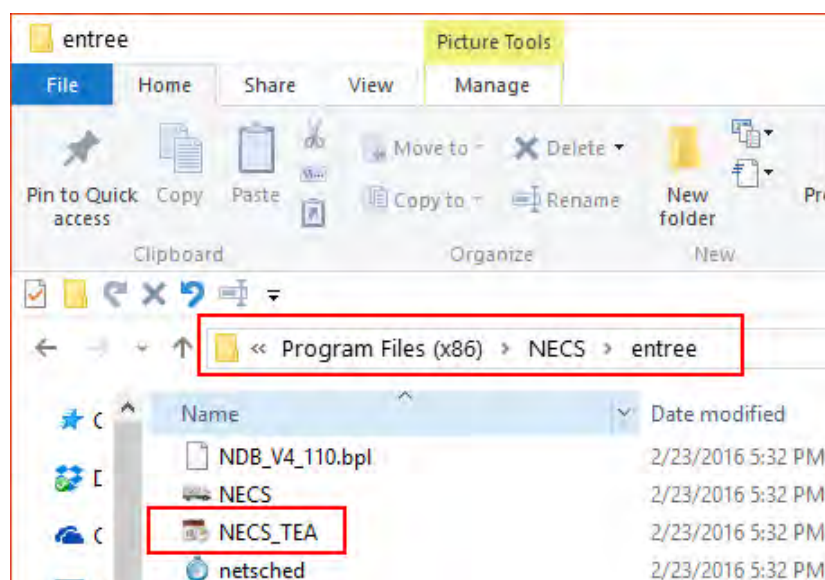 entree
Picture Tools
File Home Share View Manage
Pin to Quick access
Copy
Paste
Move to
Copy to
Delete
Rename
New folder
Clipboard Organize New
« Program Files (x86) > NECS > entree
Name Date modified
NDB_V4_110.bpl 2/23/2016 5:32 PM
NECS 2/23/2016 5:32 PM
NECS_TEA 2/23/2016 5:32 PM
netsched 2/23/2016 5:32 PM